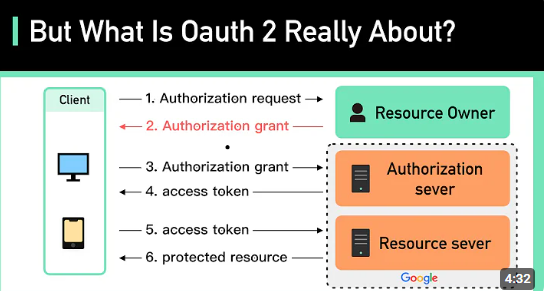 But What Is Oauth 2 Really About?
Client
1. Authorization request
2. Authorization grant
3. Authorization grant
4. access token
5. access token
6. protected resource
Resource Owner
Authorization
sever
Resource sever
Google
4:32